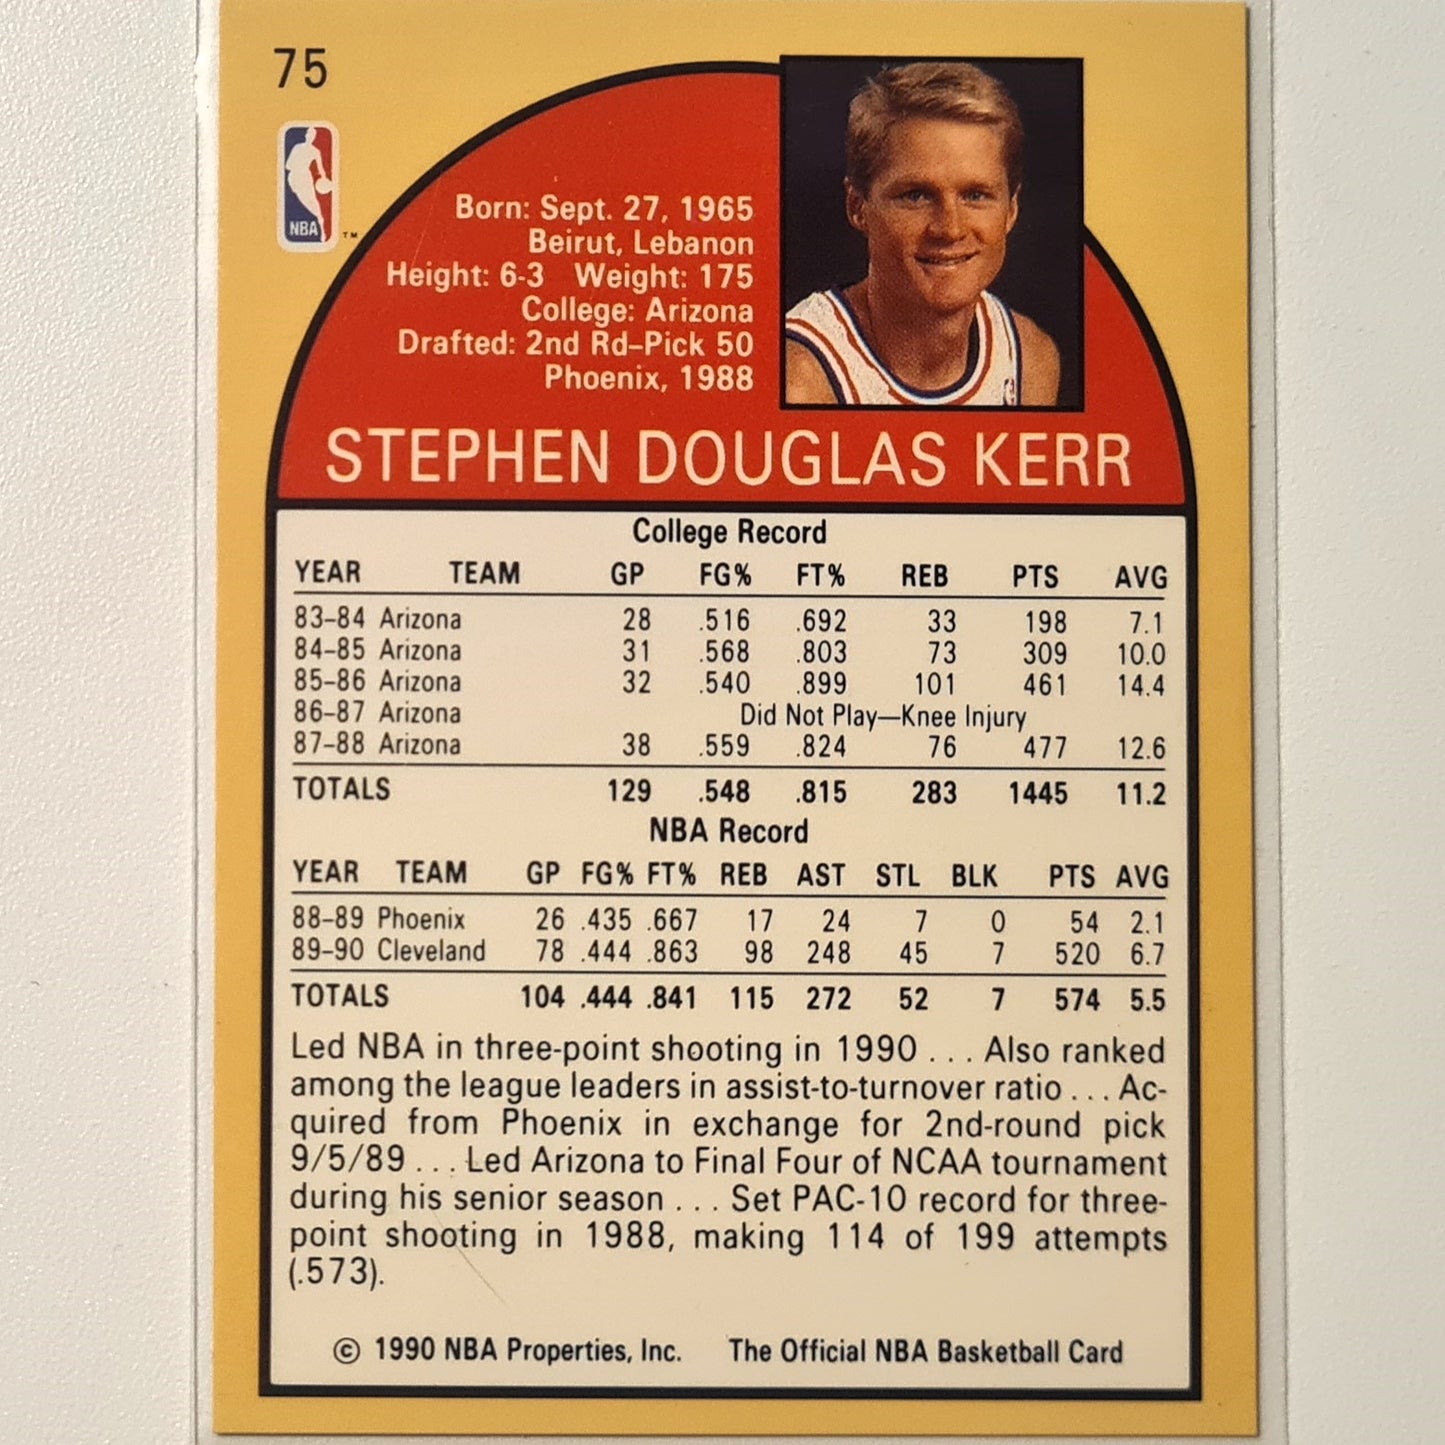 75
NBA
TM
Born: Sept. 27, 1965
Beirut, Lebanon
Height: 6-3 Weight: 175
College: Arizona
Drafted: 2nd Rd–Pick 50
Phoenix, 1988
STEPHEN DOUGLAS KERR
College Record
YEAR TEAM GP FG% FT% REB PTS AVG
83–84 Arizona 28 .516 .692 33 198 7.1
84–85 Arizona 31 .568 .803 73 309 10.0
85–86 Arizona 32 .540 .899 101 461 14.4
86–87 Arizona Did Not Play—Knee Injury
87–88 Arizona 38 .559 .824 76 477 12.6
TOTALS 129 .548 .815 283 1445 11.2
NBA Record
YEAR TEAM GP FG% FT% REB AST STL BLK PTS AVG
88–89 Phoenix 26 .435 .667 17 24 7 0 54 2.1
89–90 Cleveland 78 .444 .863 98 248 45 7 520 6.7
TOTALS 104 .444 .841 115 272 52 7 574 5.5
Led NBA in three-point shooting in 1990 . . . Also ranked
among the league leaders in assist-to-turnover ratio . . . Ac-
quired from Phoenix in exchange for 2nd-round pick
9/5/89 . . . Led Arizona to Final Four of NCAA tournament
during his senior season . . . Set PAC-10 record for three-
point shooting in 1988, making 114 of 199 attempts
(.573).
© 1990 NBA Properties, Inc. The Official NBA Basketball Card